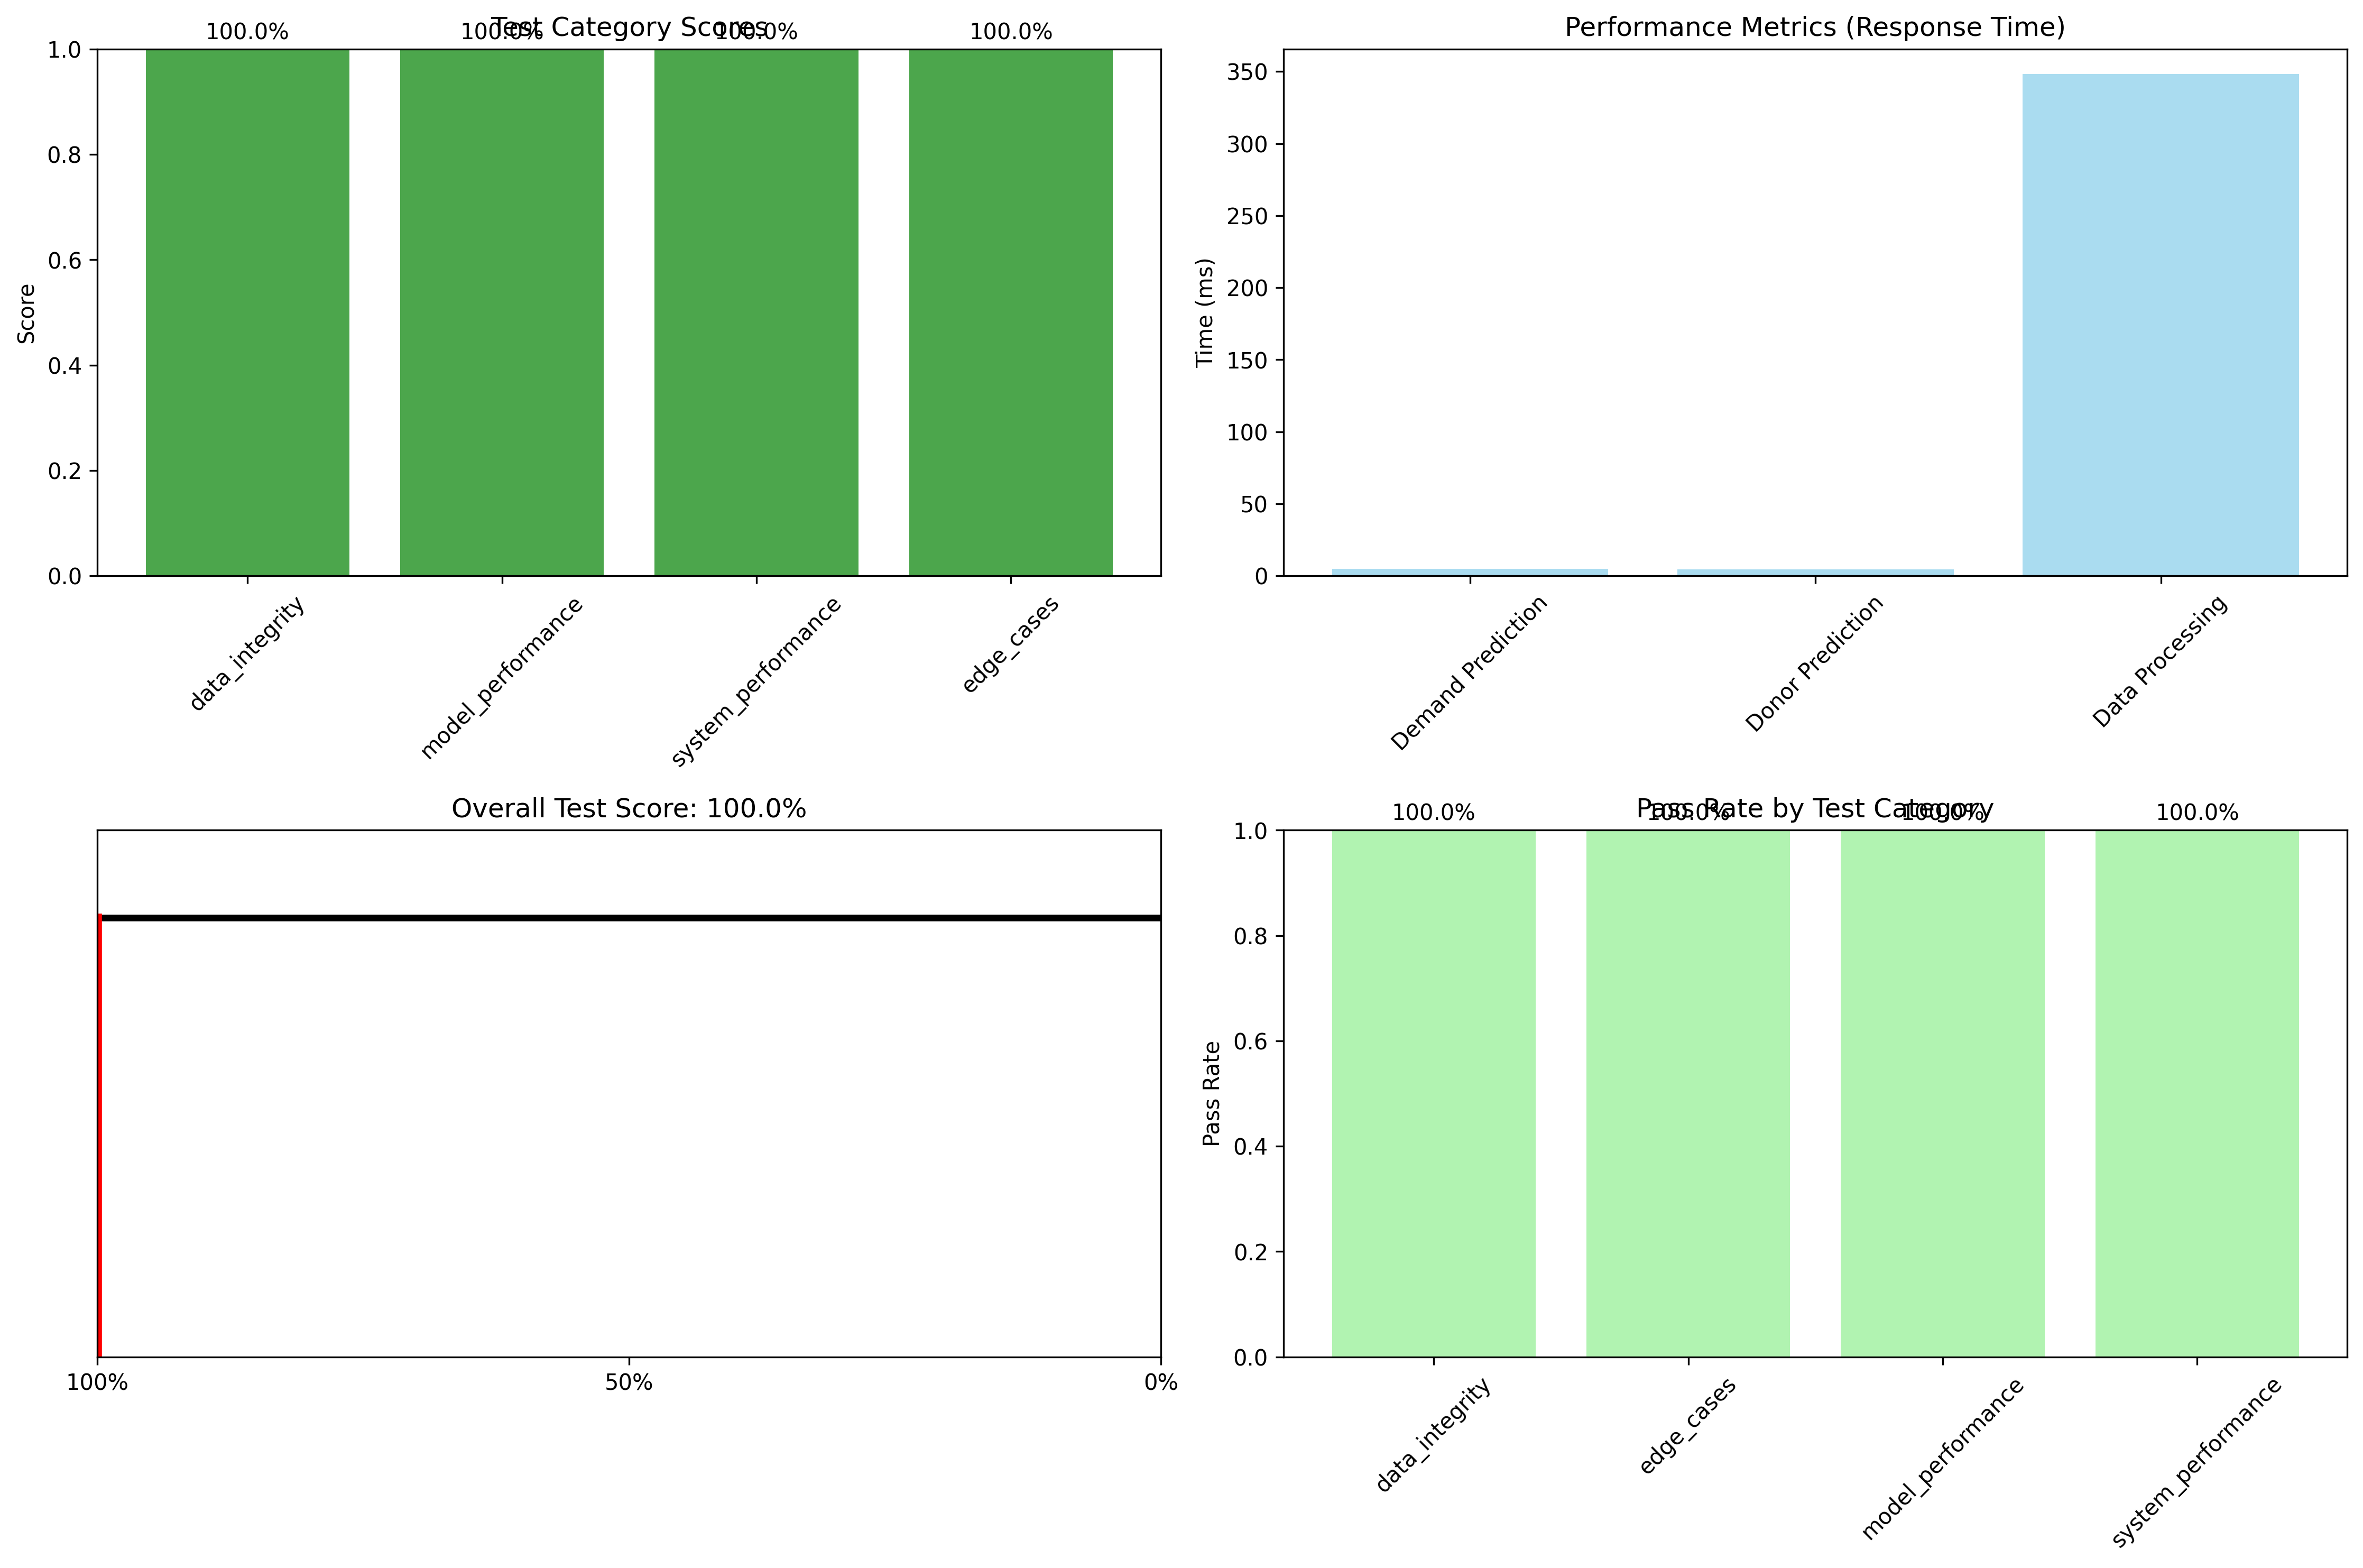 Test Category Scores
100.0% 100.0% 100.0% 100.0%
Score
1.0
0.8
0.6
0.4
0.2
0.0
data_integrity
model_performance
system_performance
edge_cases
Performance Metrics (Response Time)
Time (ms)
350
300
250
200
150
100
50
0
Demand Prediction
Donor Prediction
Data Processing
Overall Test Score: 100.0%
100% 50% 0%
Pass Rate by Test Category
100.0% 100.0% 100.0% 100.0%
Pass Rate
1.0
0.8
0.6
0.4
0.2
0.0
data_integrity
edge_cases
model_performance
system_performance